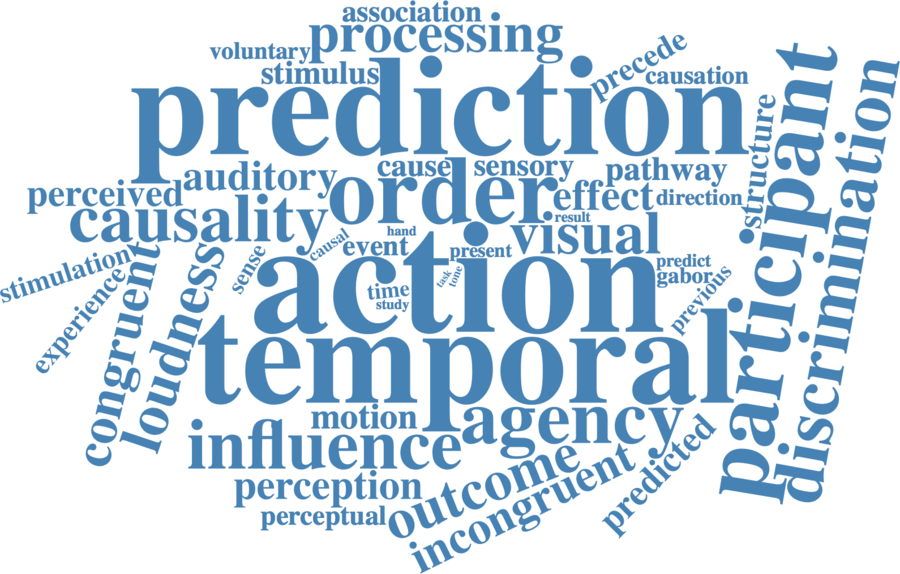 association
processing
voluntary
stimulus
precede
causation
prediction
participant
discrimination
structure
cause
sensory
pathway
auditory
perceived
order
effect
direction
causality
result
visual
hand
causal
event
present
sense
stimulation
experience
congruent
loudness
action
time
study
task
tone
predict
gabor
previous
temporal
motion
agency
influence
predicted
outcome
incongruent
perception
perceptual